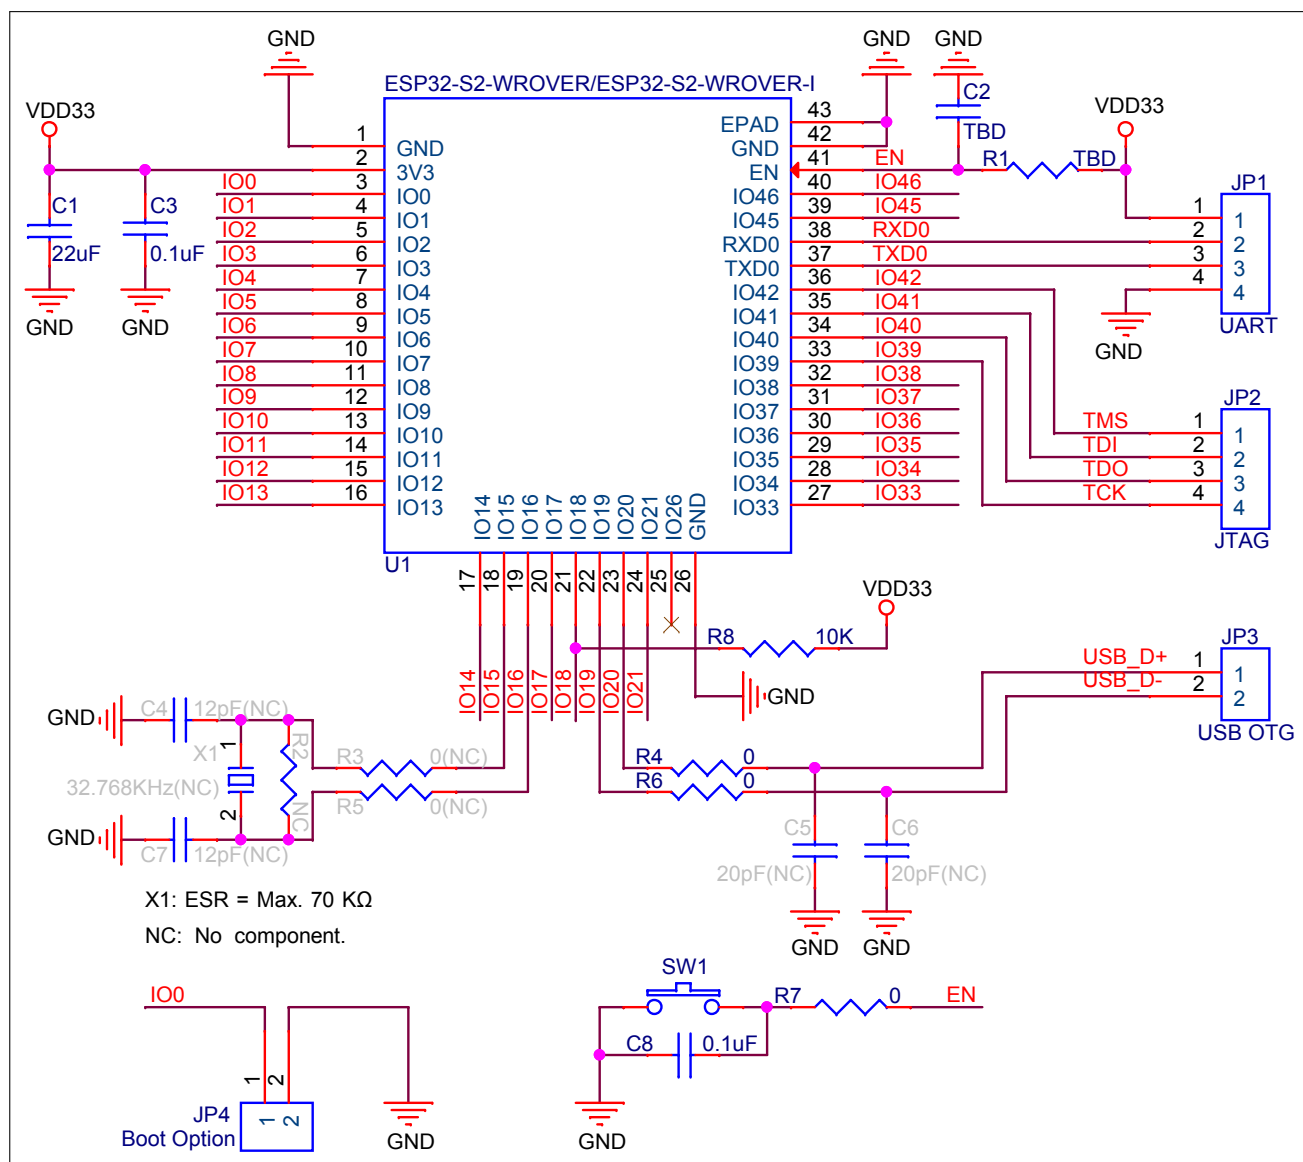 GND
GND
GND
ESP32-S2-WROVER/ESP32-S2-WROVER-I
C2
TBD
VDD33
VDD33
C1
22uF
C3
0.1uF
GND
GND
1 GND
2 3V3
IO0 3 IO0
IO1 4 IO1
IO2 5 IO2
IO3 6 IO3
IO4 7 IO4
IO5 8 IO5
IO6 9 IO6
IO7 10 IO7
IO8 11 IO8
IO9 12 IO9
IO10 13 IO10
IO11 14 IO11
IO12 15 IO12
IO13 16 IO13
EPAD 43
GND 42
EN 41 EN
R1 TBD
IO46 40 IO46
IO45 39 IO45
RXD0 38 RXD0
TXD0 37 TXD0
IO42 36 IO42
IO41 35 IO41
IO40 34 IO40
IO39 33 IO39
IO38 32 IO38
IO37 31 IO37
IO36 30 IO36
IO35 29 IO35
IO34 28 IO34
IO33 27 IO33
JP1
1 1
2 2
3 3
4 4
UART
GND
JP2
TMS 1 1
TDI 2 2
TDO 3 3
TCK 4 4
JTAG
IO14 IO15 IO16 IO17 IO18 IO19 IO20 IO21 IO26 GND
U1
17 18 19 20 21 22 23 24 25 26
IO14 IO15 IO16 IO17 IO18 IO19 IO20 IO21
VDD33
R8 10K
GND
JP3
USB_D+ 1 1
USB_D- 2 2
USB OTG
GND C4 12pF(NC)
X1 1
32.768KHz(NC)
2
R2 NC
R3 0(NC)
R5 0(NC)
GND C7 12pF(NC)
R4 0
R6 0
C5
20pF(NC)
C6
20pF(NC)
GND
GND
X1: ESR = Max. 70 KΩ
NC: No component.
SW1
R7 0 EN
C8 0.1uF
GND
IO0
1 2
1 2
JP4
Boot Option
GND